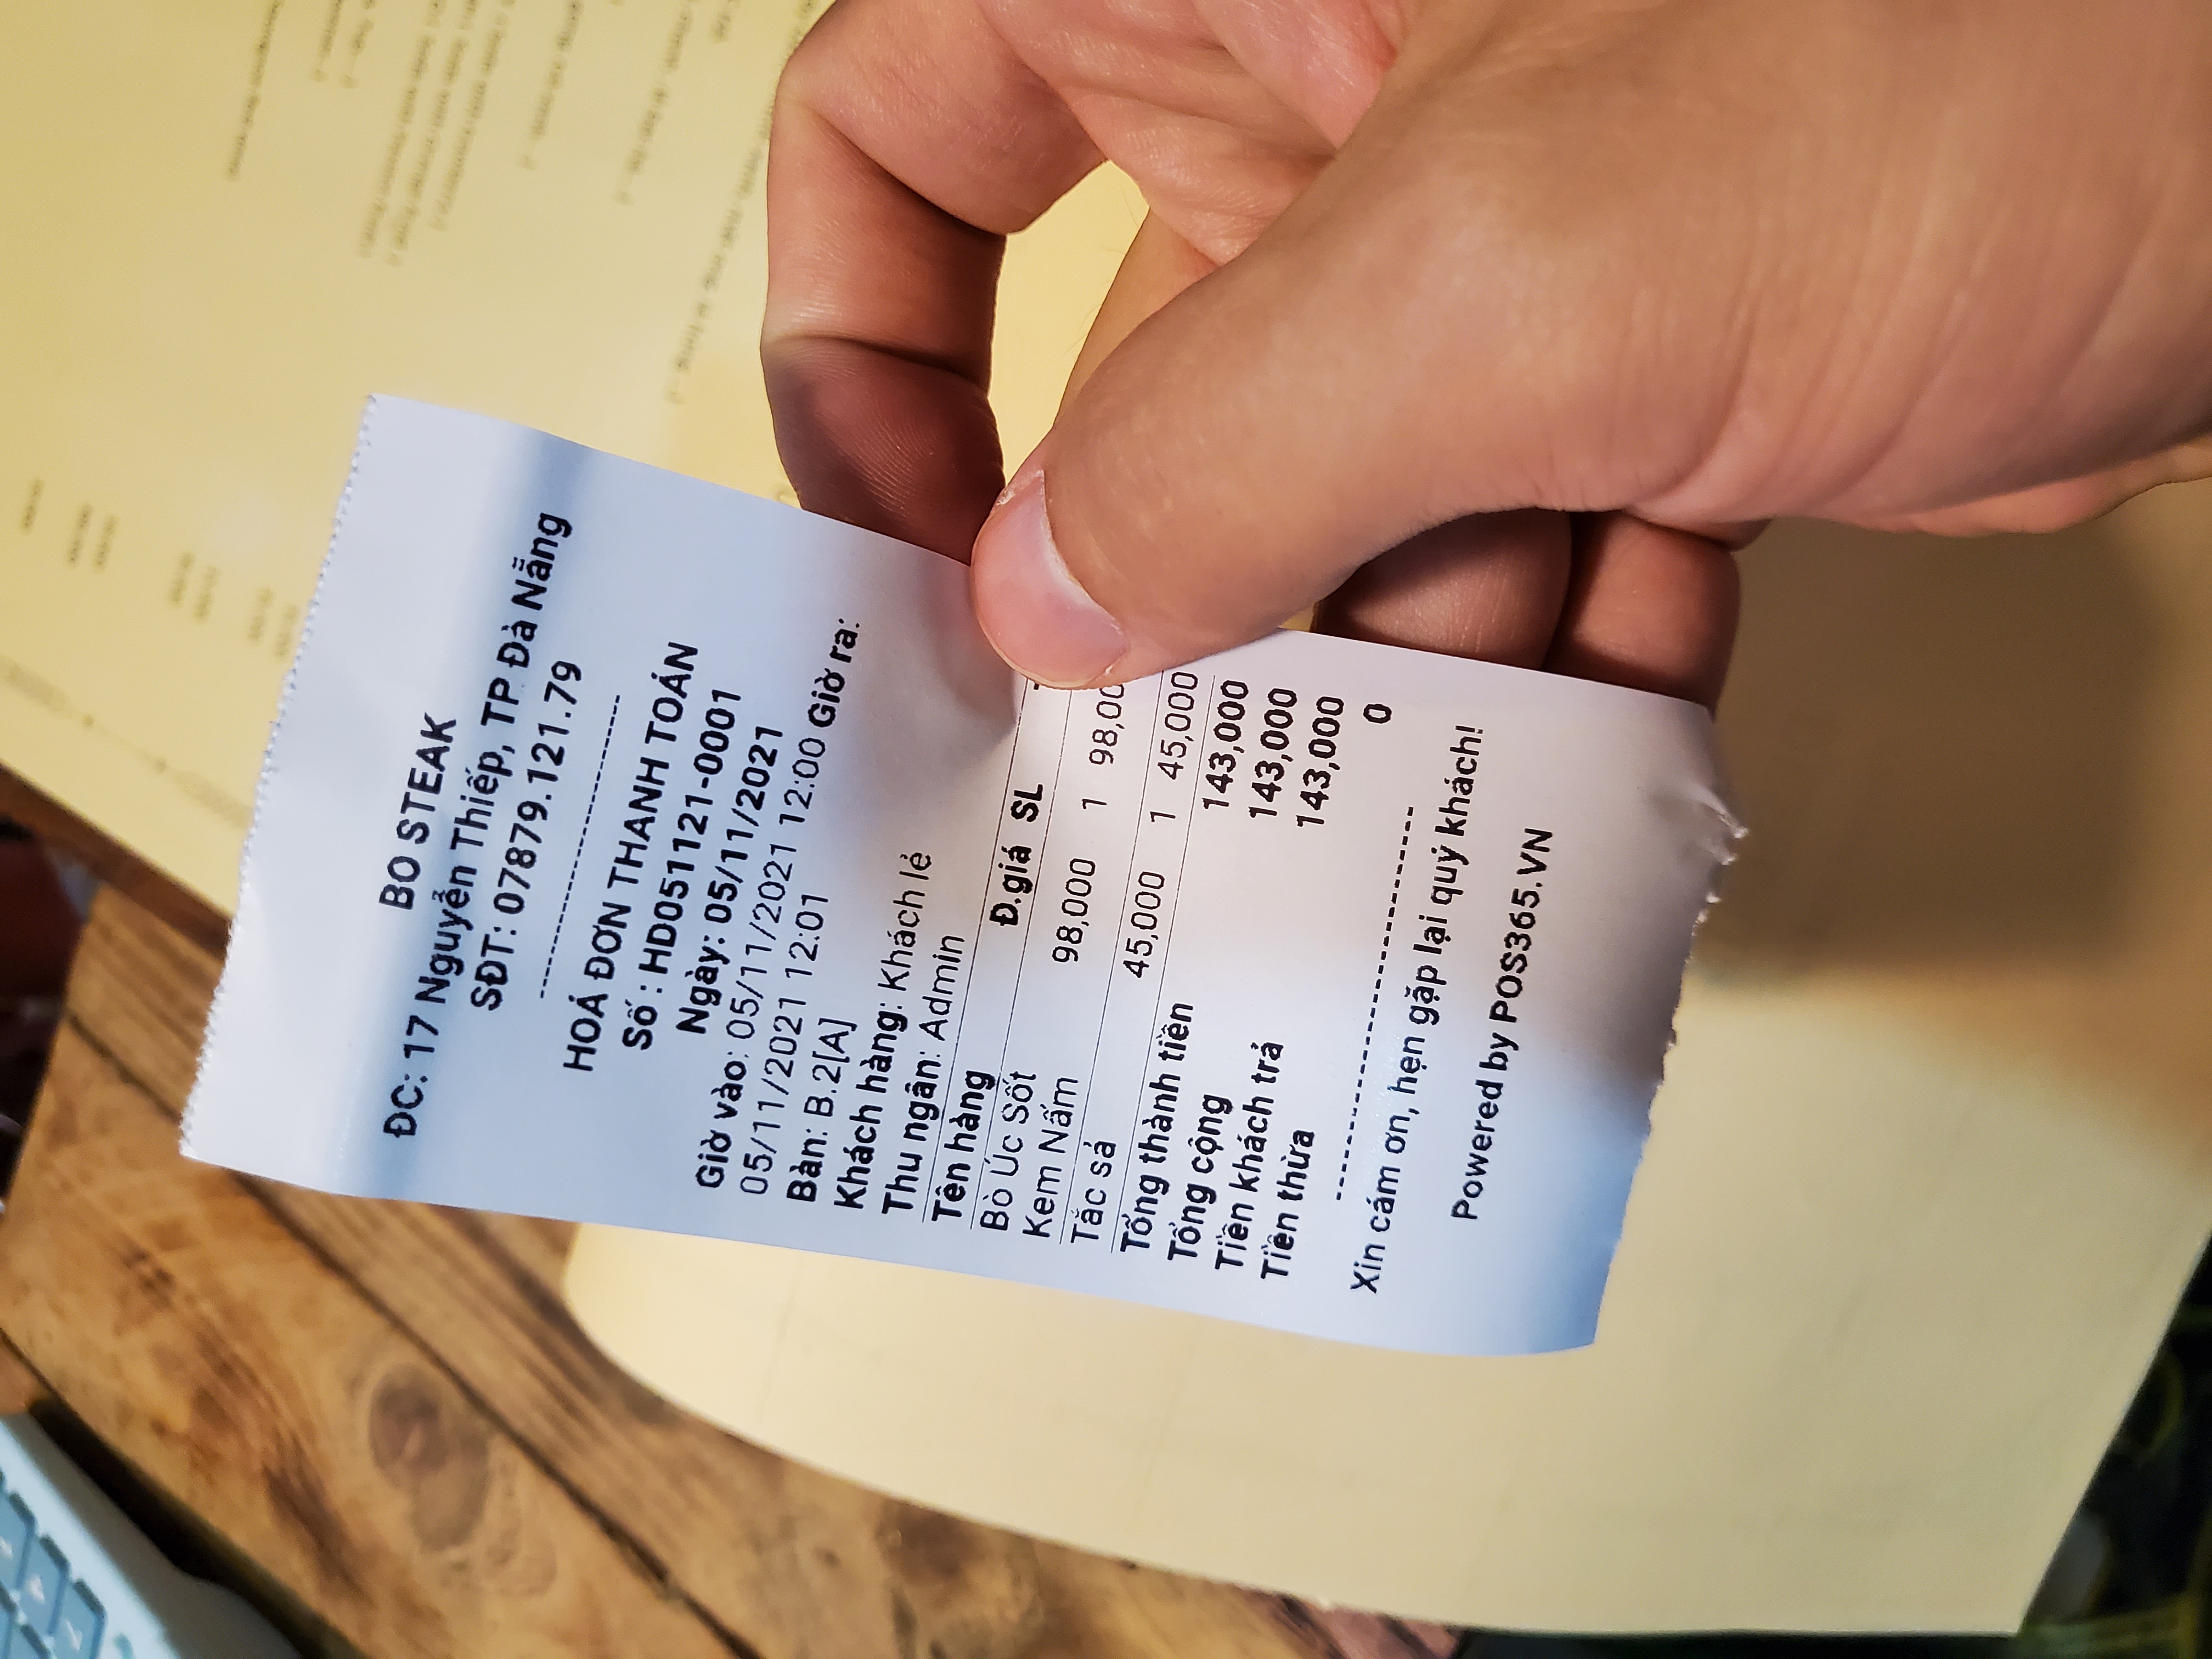 BO STEAK
ĐC: 17 Nguyễn Thiếp, TP Đà Nẵng
SĐT: 07879.121.79
HOÁ ĐƠN THANH TOÁN
Số : HD051121-0001
Ngày: 05/11/2021
Giờ vào: 05/11/2021 12:00 Giờ ra:
05/11/2021 12:01
Bàn: B.2[A]
Khách hàng: Khách lẻ
Thu ngân: Admin
Tên hàng Đ.giá SL
Bò Úc Sốt 98,000 1 98,00
Kem Nấm
Tắc sả 45,000 1 45,000
Tổng thành tiền 143,000
Tổng cộng 143,000
Tiền khách trả 143,000
Tiền thừa 0
Xin cám ơn, hẹn gặp lại quý khách!
Powered by POS365.VN